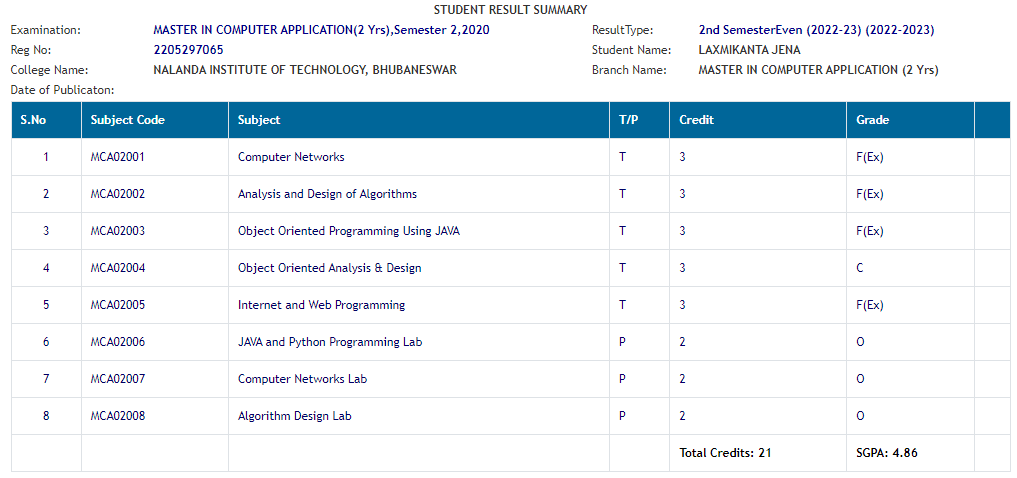 STUDENT RESULT SUMMARY
Examination: MASTER IN COMPUTER APPLICATION(2 Yrs),Semester 2,2020 ResultType: 2nd SemesterEven (2022-23) (2022-2023)
Reg No: 2205297065 Student Name: LAXMIKANTA JENA
College Name: NALANDA INSTITUTE OF TECHNOLOGY, BHUBANESWAR Branch Name: MASTER IN COMPUTER APPLICATION (2 Yrs)
Date of Publicaton:
S.No Subject Code Subject T/P Credit Grade
1 MCA02001 Computer Networks T 3 F(Ex)
2 MCA02002 Analysis and Design of Algorithms T 3 F(Ex)
3 MCA02003 Object Oriented Programming Using JAVA T 3 F(Ex)
4 MCA02004 Object Oriented Analysis & Design T 3 C
5 MCA02005 Internet and Web Programming T 3 F(Ex)
6 MCA02006 JAVA and Python Programming Lab P 2 O
7 MCA02007 Computer Networks Lab P 2 O
8 MCA02008 Algorithm Design Lab P 2 O
Total Credits: 21 SGPA: 4.86